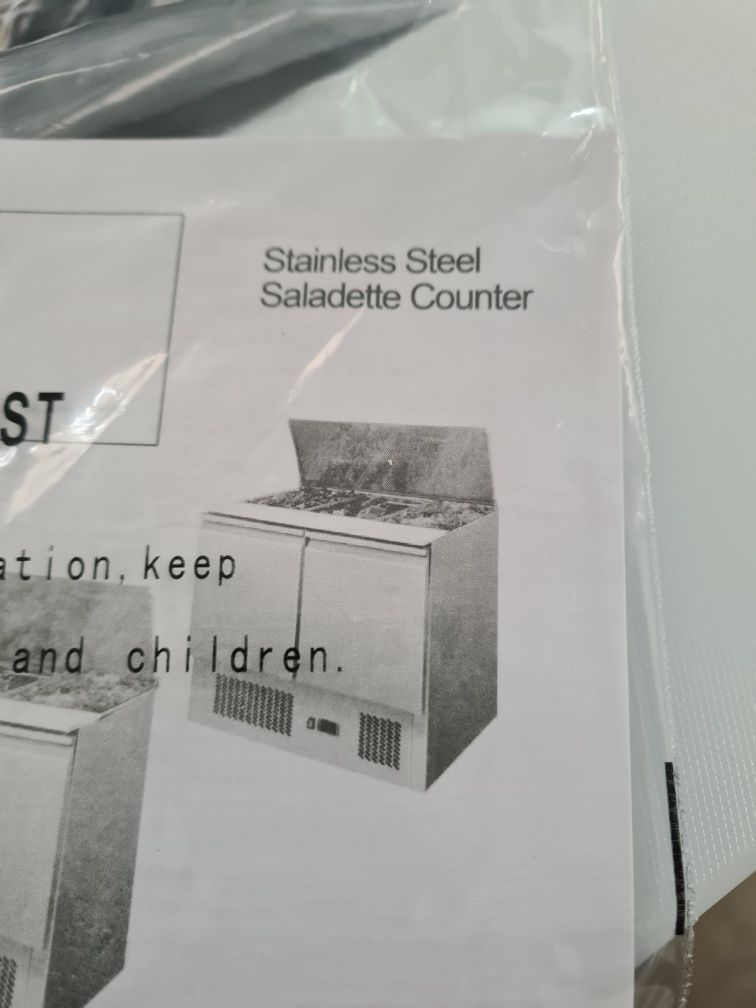 Stainless Steel
Saladette Counter
ST
ation, keep
and children.